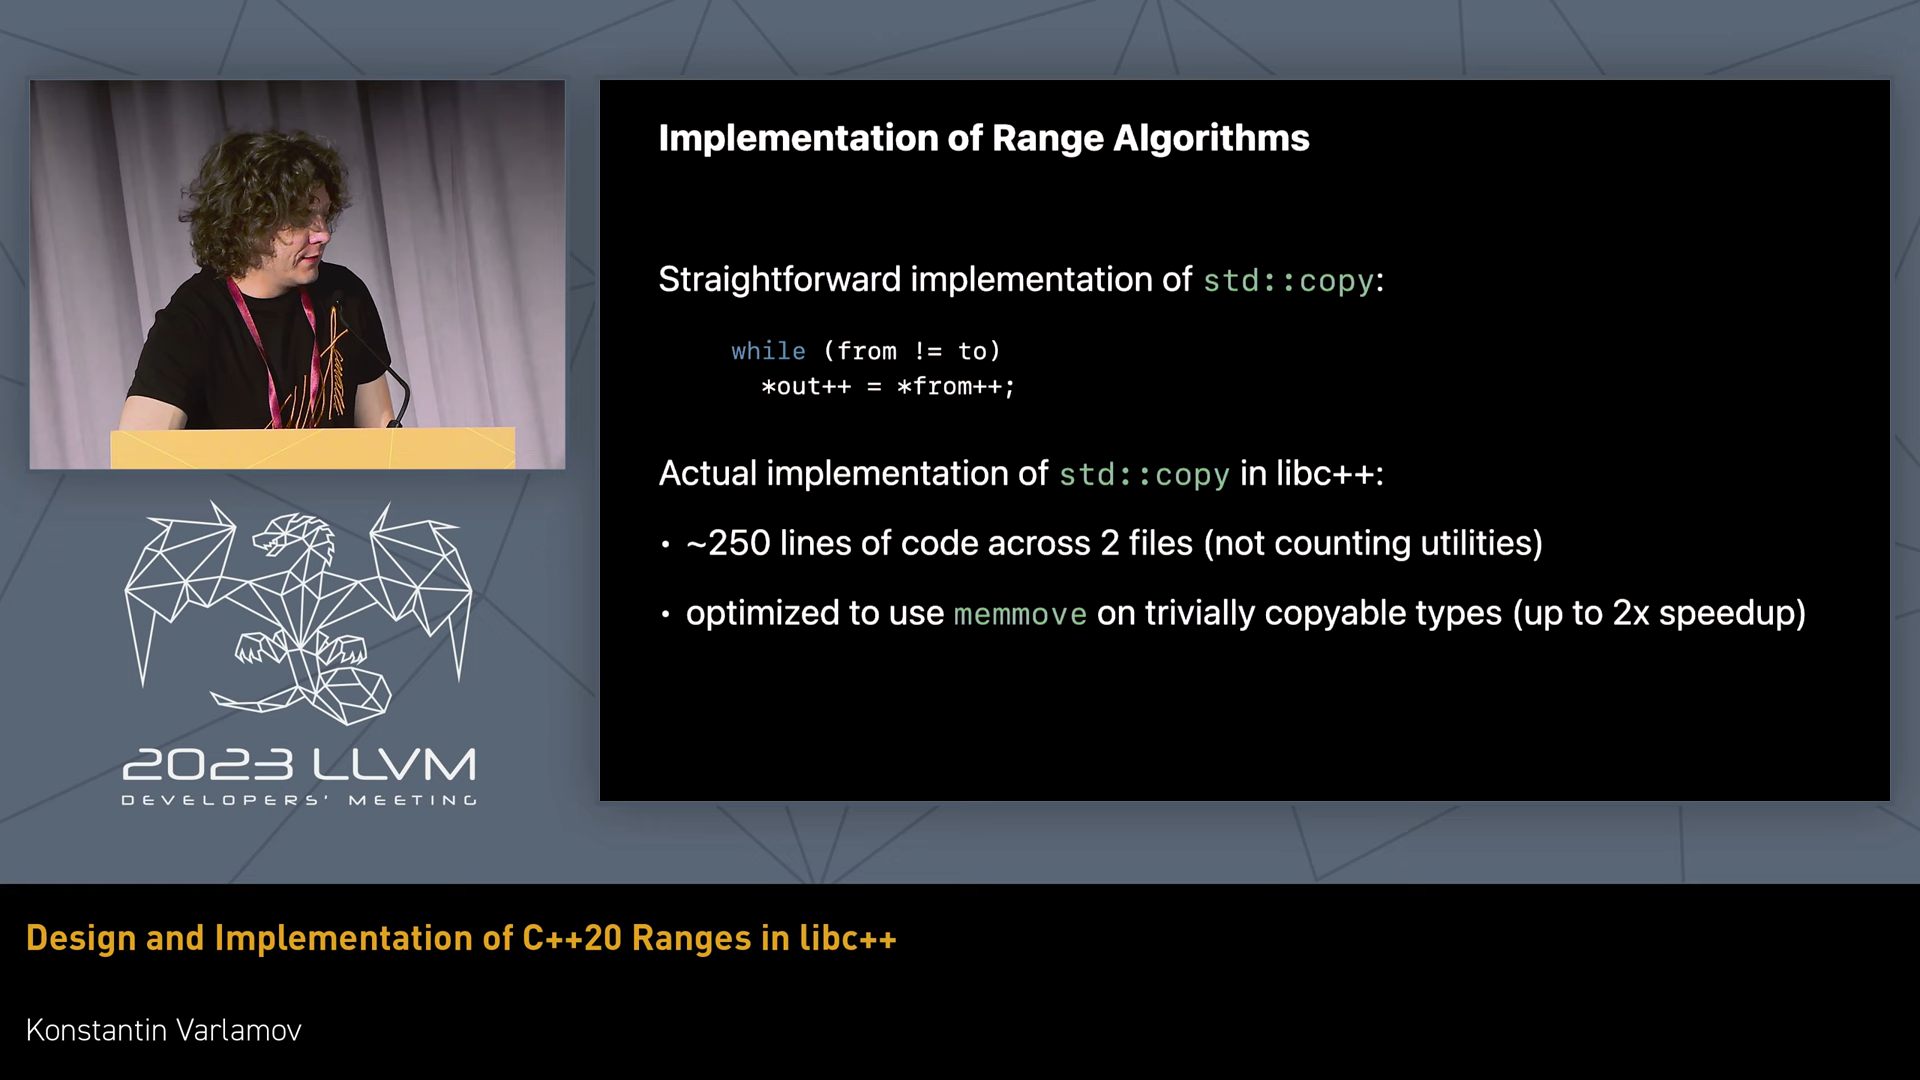 Implementation of Range Algorithms
Straightforward implementation of std::copy:
while (from != to)
*out++ = *from++;
Actual implementation of std::copy in libc++:
• ~250 lines of code across 2 files (not counting utilities)
• optimized to use memmove on trivially copyable types (up to 2x speedup)
2023 LLVM
DEVELOPERS' MEETING
Design and Implementation of C++20 Ranges in libc++
Konstantin Varlamov